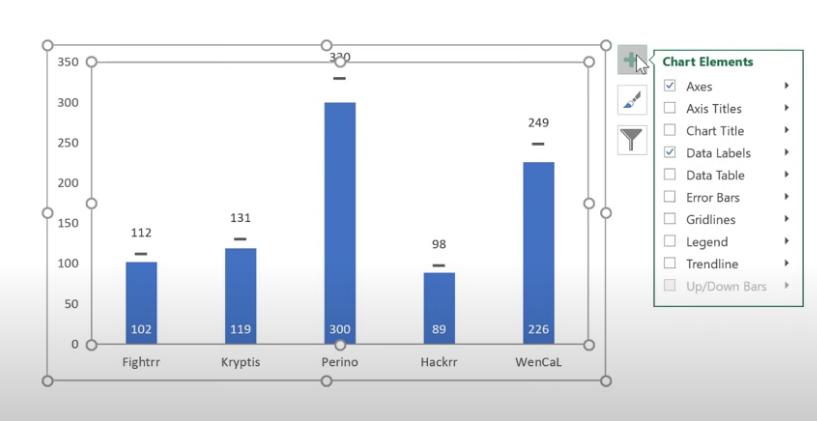 350
300
250
200
150
100
50
0
112
131
330
98
249
102
119
300
89
226
Fightrr
Kryptis
Perino
Hackrr
WenCaL
Chart Elements
Axes
Axis Titles
Chart Title
Data Labels
Data Table
Error Bars
Gridlines
Legend
Trendline
Up/Down Bars